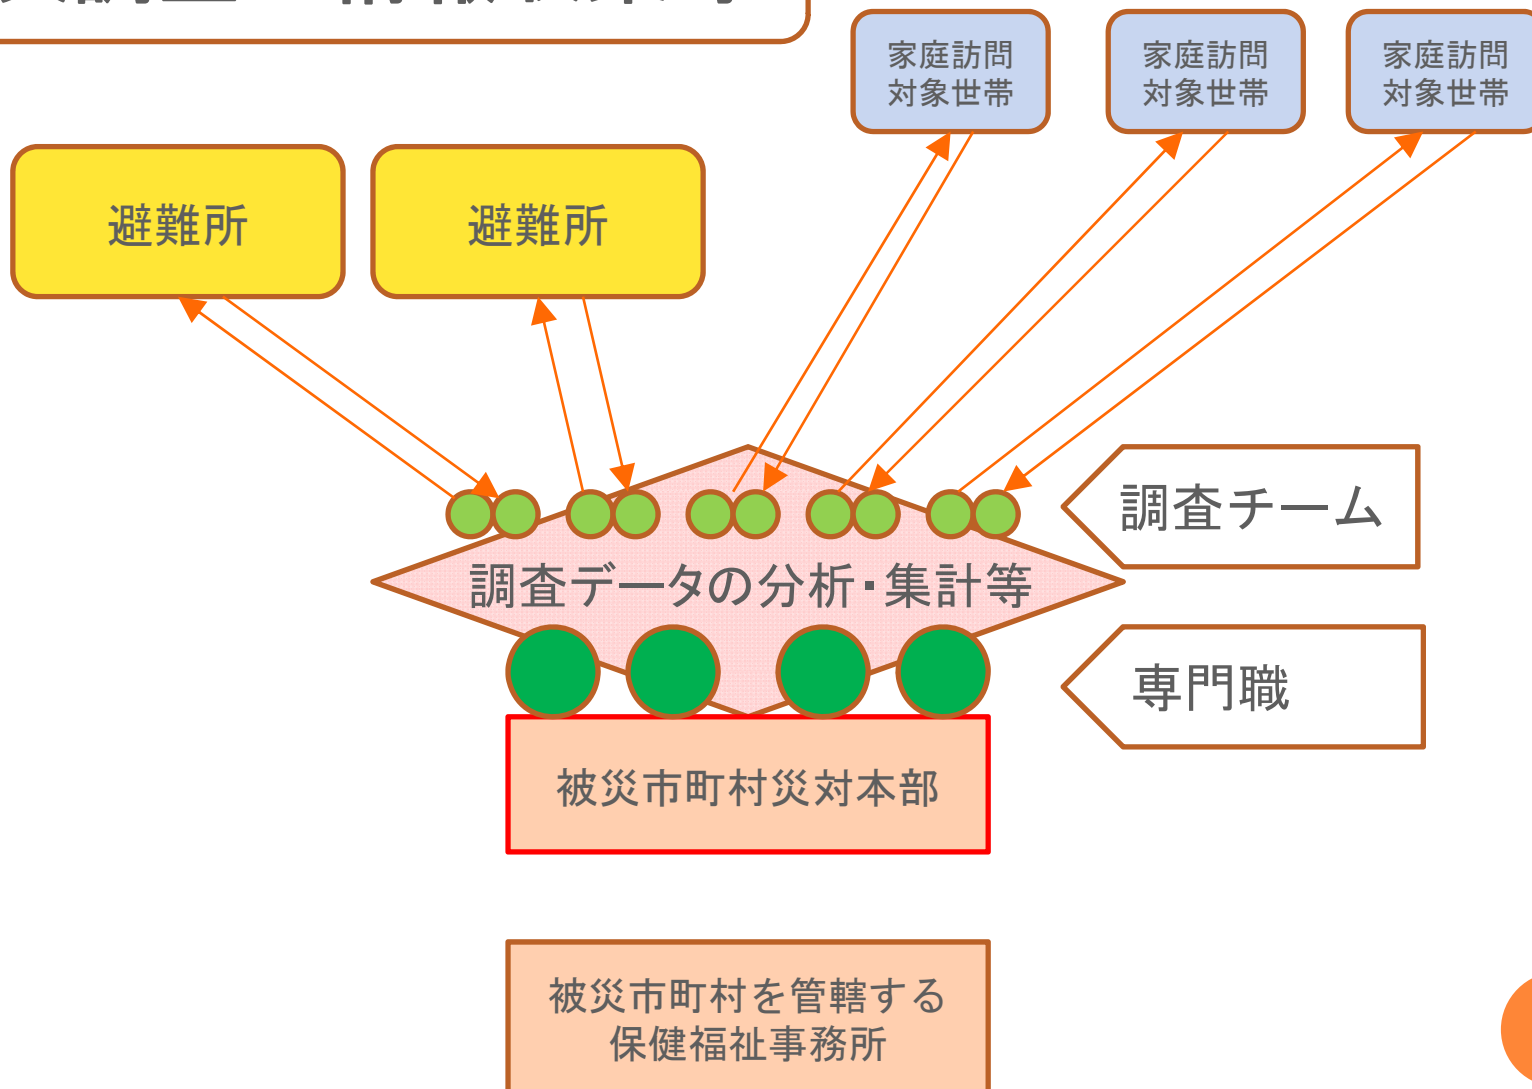 家庭訪問
対象世帯
家庭訪問
対象世帯
家庭訪問
対象世帯
避難所
避難所
調査チーム
調査データの分析・集計等
専門職
被災市町村災対本部
被災市町村を管轄する
保健福祉事務所